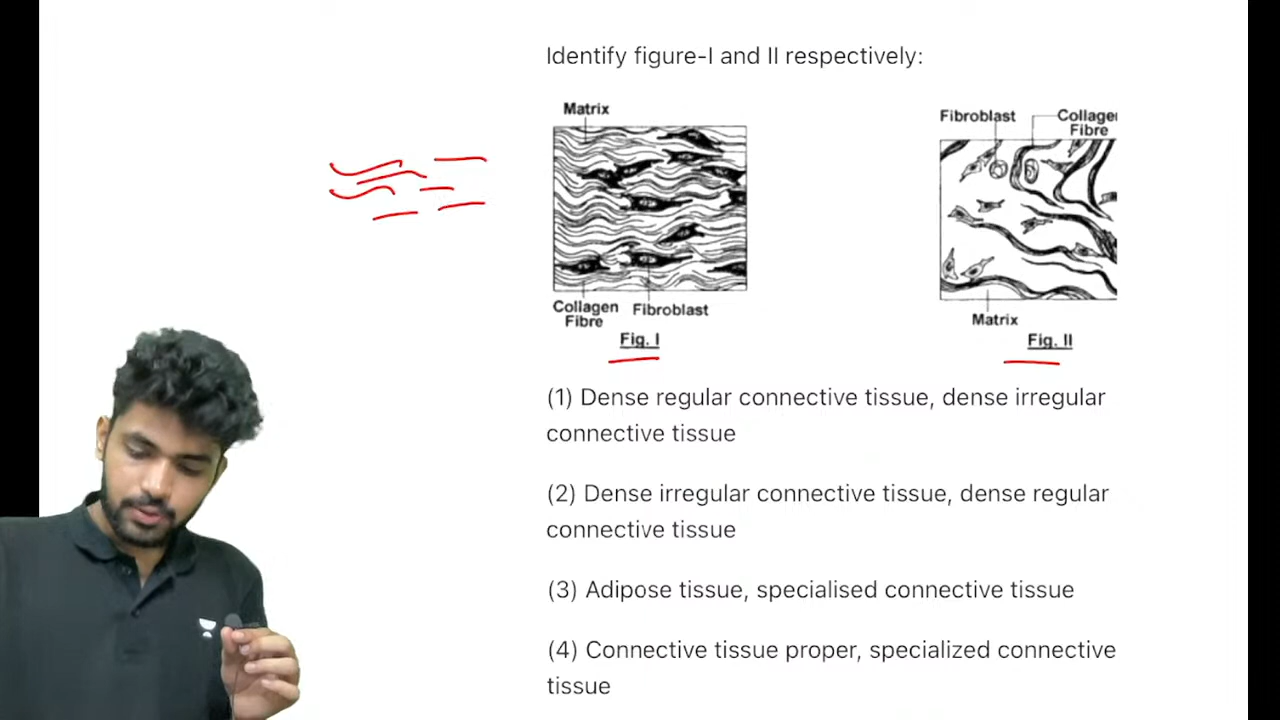 Identify figure-I and II respectively:
Matrix
Collagen
Fibre
Fibroblast
Fig. I
Fibroblast
Collage
Fibre
Matrix
Fig. II
(1) Dense regular connective tissue, dense irregular
connective tissue
(2) Dense irregular connective tissue, dense regular
connective tissue
(3) Adipose tissue, specialised connective tissue
(4) Connective tissue proper, specialized connective
tissue